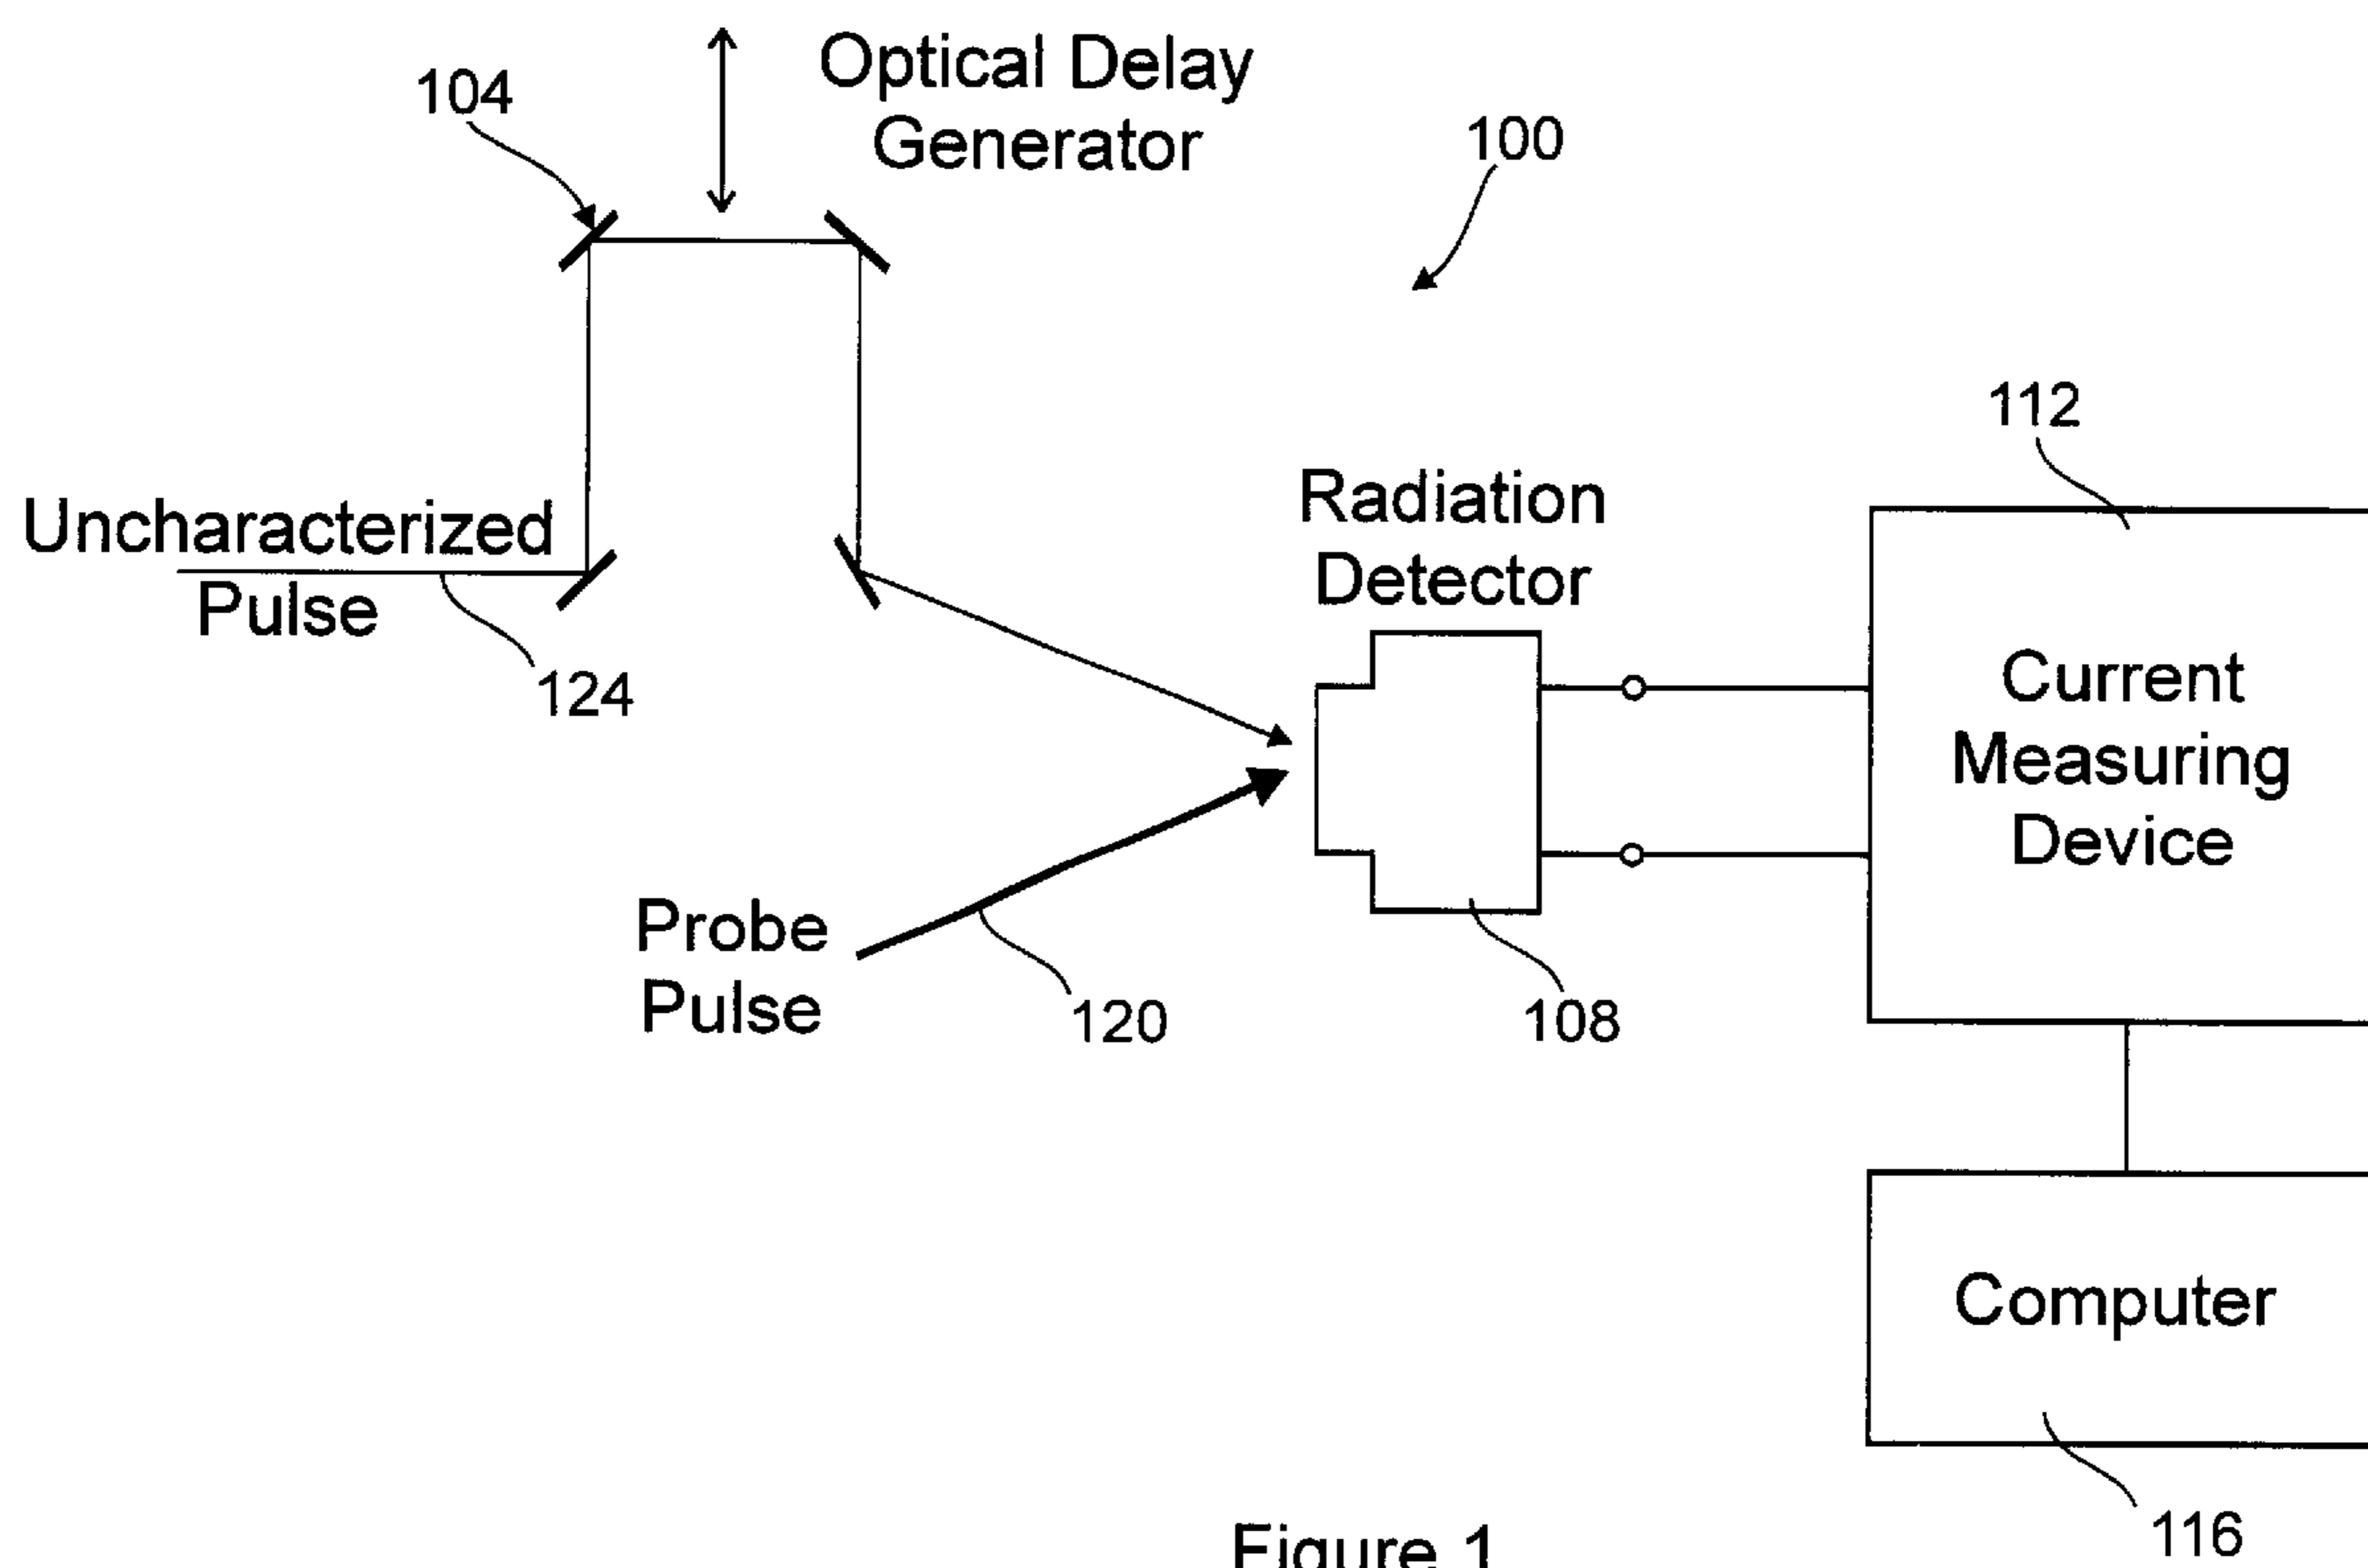 Optical Delay
Generator
104
100
112
Uncharacterized
Pulse
124
Radiation
Detector
Current
Measuring
Device
Probe
Pulse
120
108
Computer
116
Figure 1